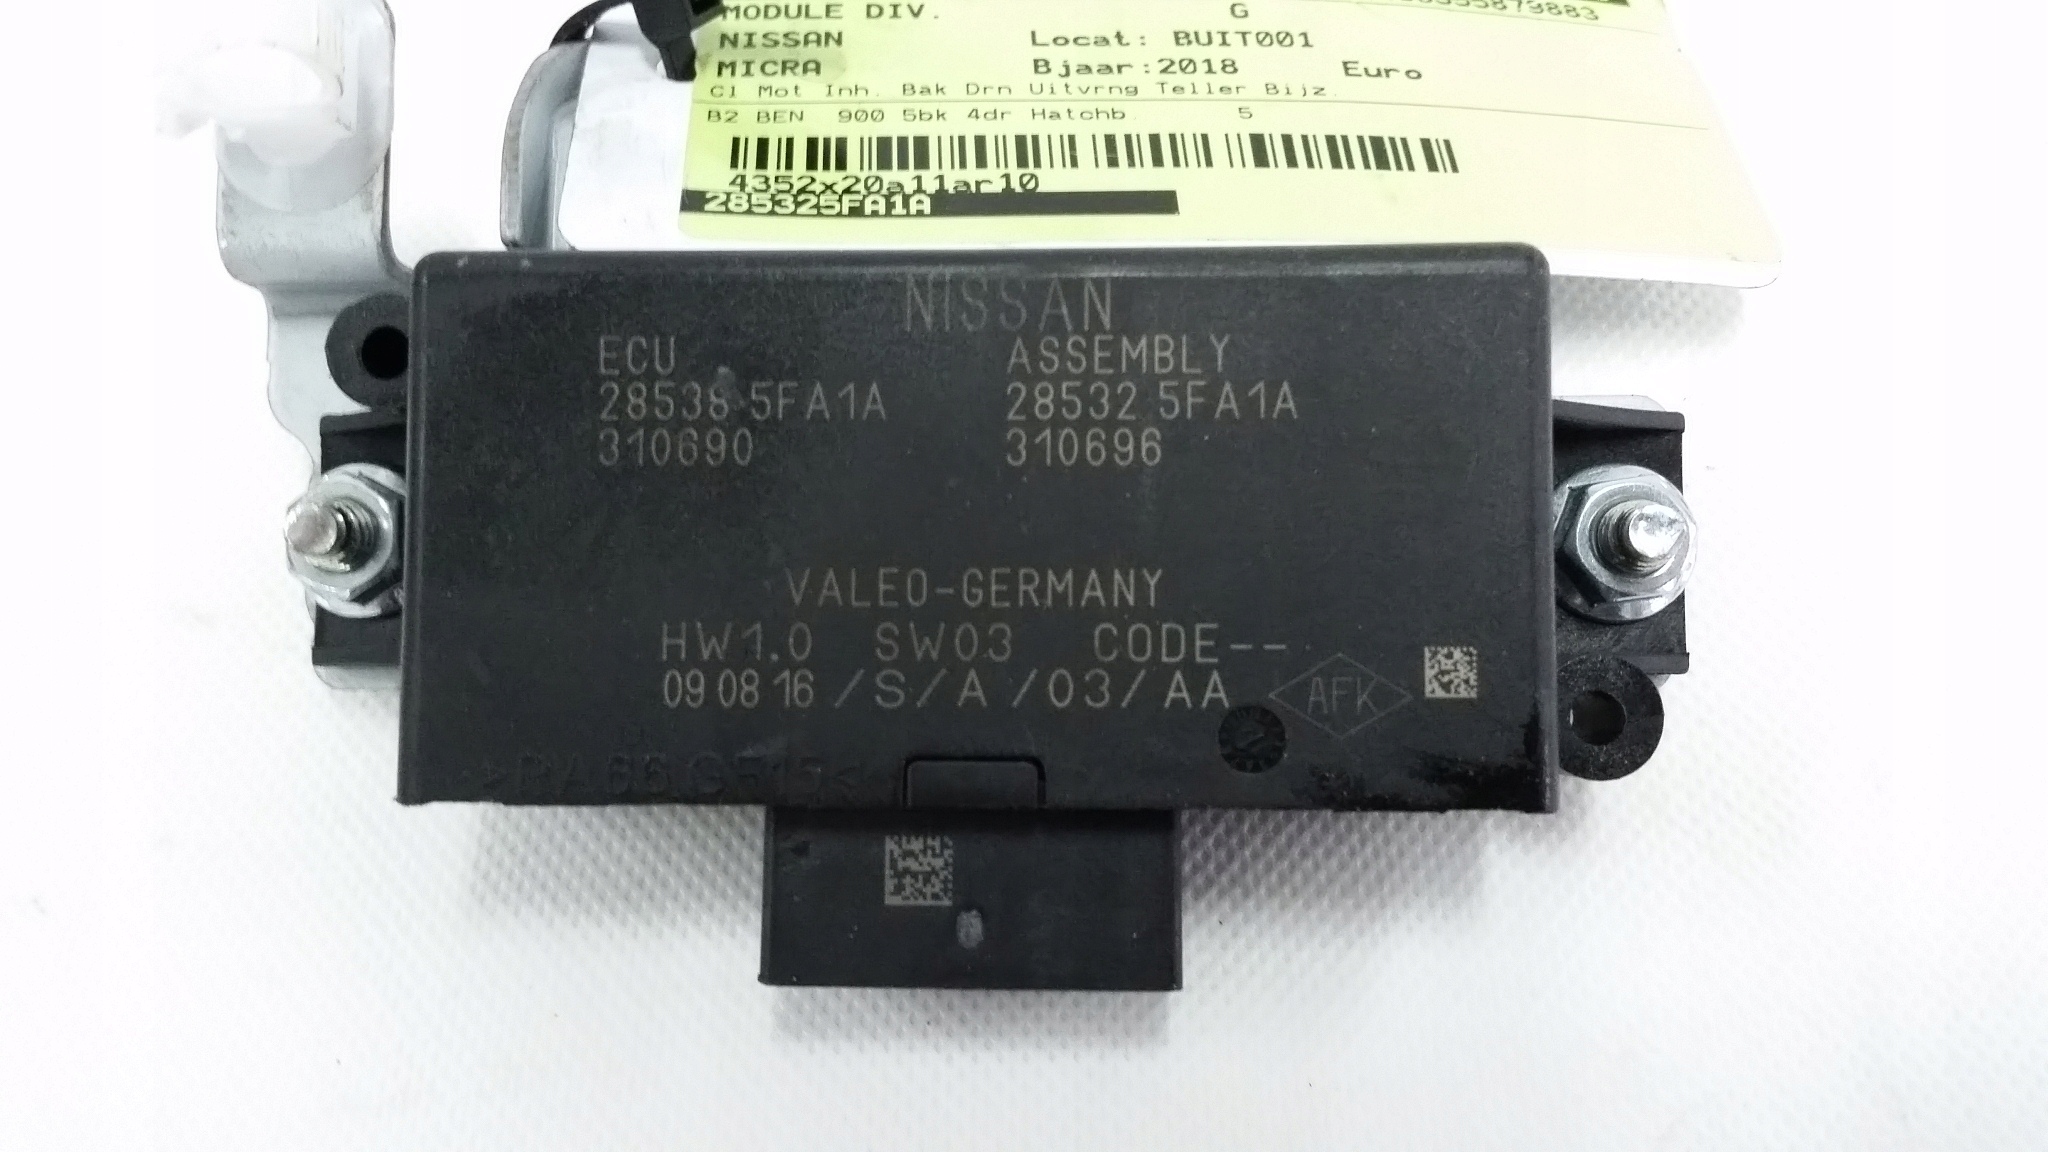 MODULE DIV. G
NISSAN Locat: BUIT001
MICRA Bjaar:2018 Euro
Cl Mot Inh. Bak Drn Uitvrng Teller Bijz.
B2 BEN 900 5bk 4dr Hatchb. 5
4352x20a11ar10
285325FA1A
NISSAN
ECU ASSEMBLY
28538 5FA1A 28532 5FA1A
310690 310696
VALEO-GERMANY
HW1.0 SW03 CODE--
09 08 16 /S/A /03/AA AFK